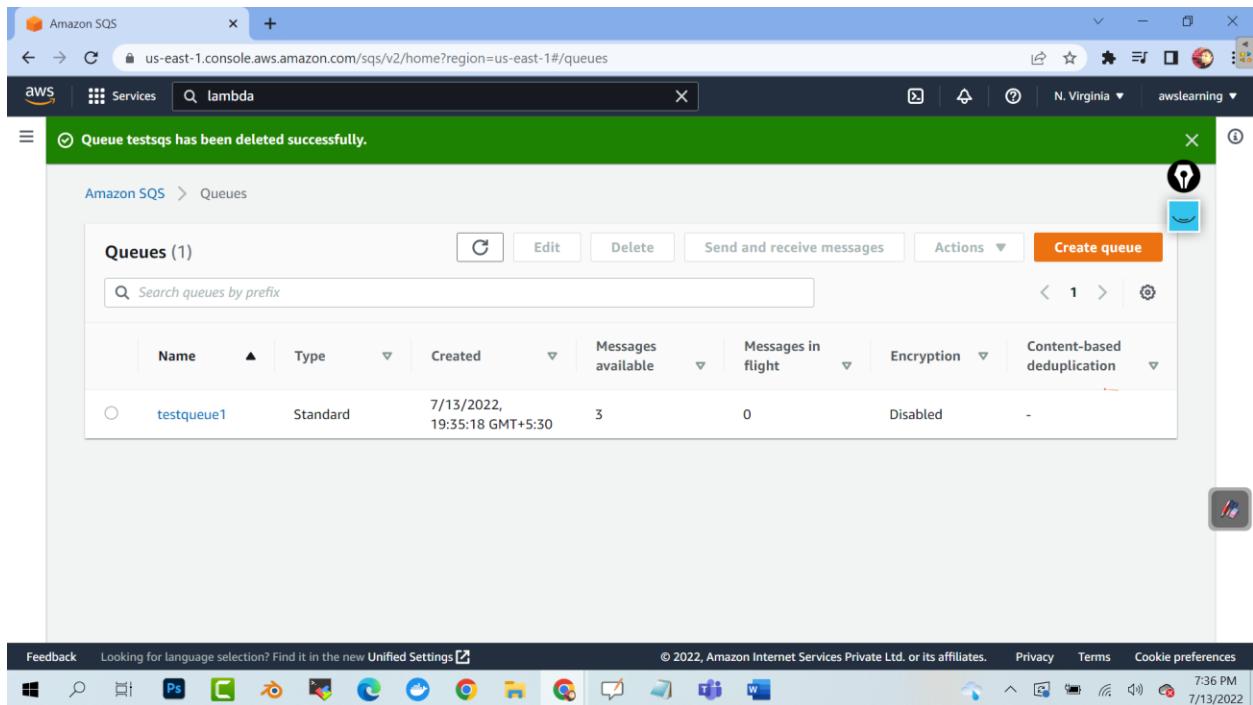 Amazon SQS
us-east-1.console.aws.amazon.com/sqs/v2/home?region=us-east-1#/queues
aws Services lambda N. Virginia ▼ awslearning ▼
Queue testsqs has been deleted successfully.
Amazon SQS > Queues
Queues (1) Edit Delete Send and receive messages Actions ▼ Create queue
Search queues by prefix < 1 >
Name ▲ Type Created Messages available Messages in flight Encryption Content-based deduplication
testqueue1 Standard 7/13/2022, 19:35:18 GMT+5:30 3 0 Disabled -
Feedback Looking for language selection? Find it in the new Unified Settings © 2022, Amazon Internet Services Private Ltd. or its affiliates. Privacy Terms Cookie preferences
Ps C W 7:36 PM
7/13/2022